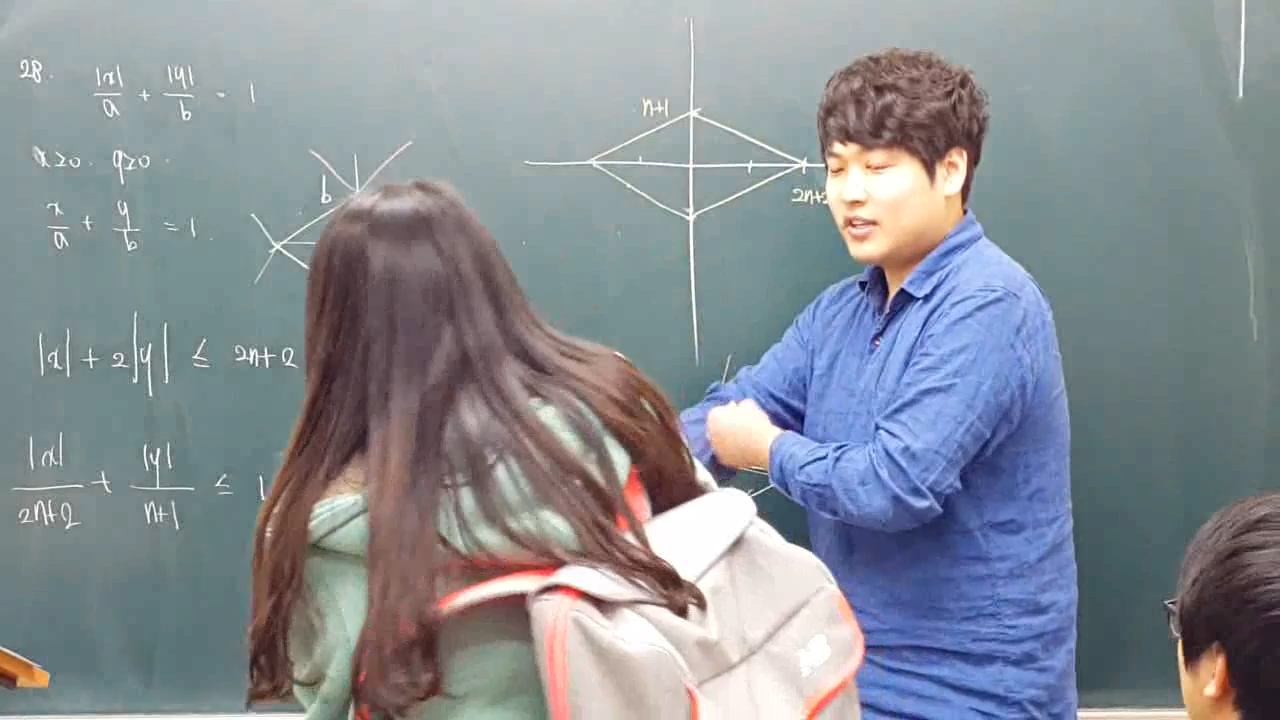 28.
|x|/a + |y|/b = 1
x≥0. y≥0.
x/a + y/b = 1.
b
|x| + 2|y| ≤ 2n+2
|x|/2n+2 + |y|/n+1 ≤ 1
n+1
2n+2